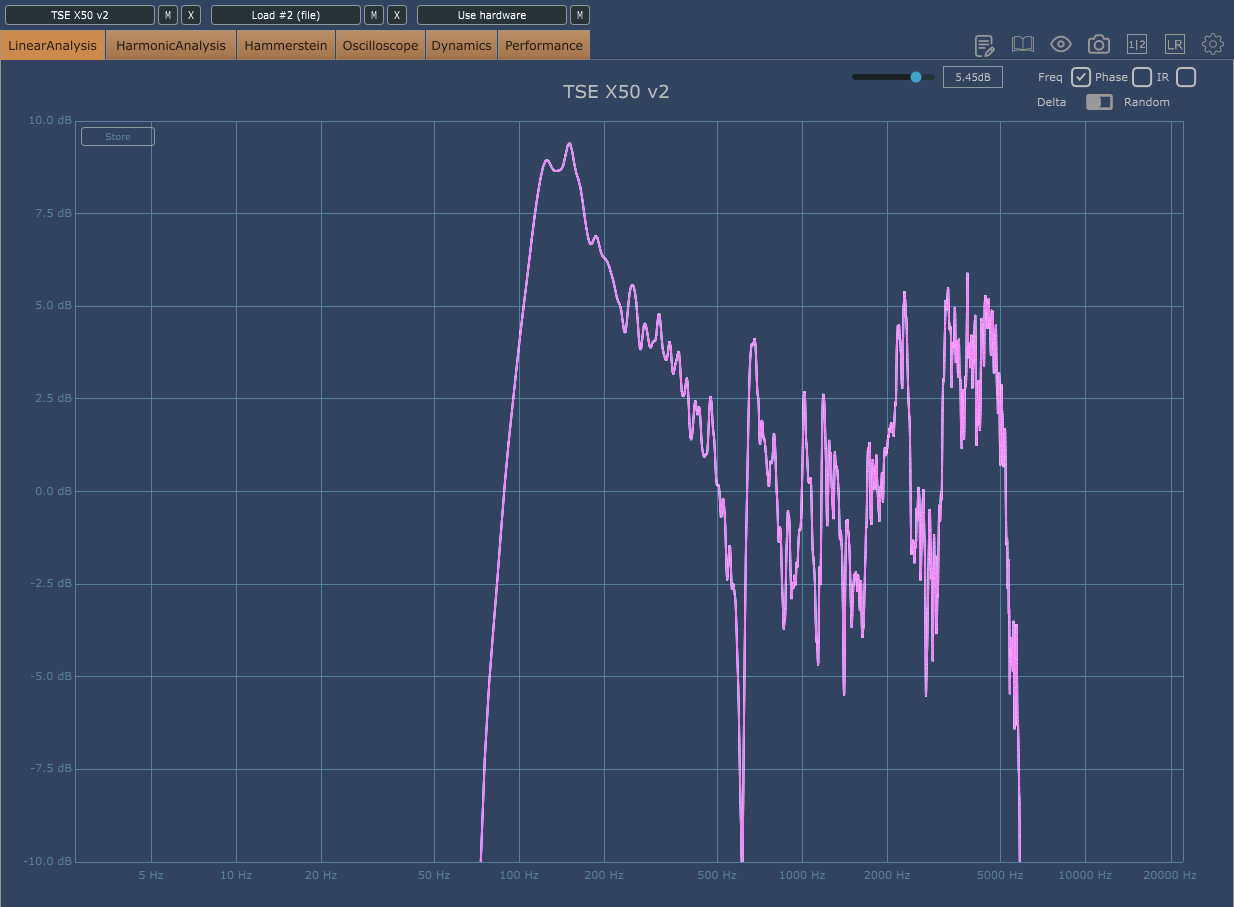 TSE X50 v2 M X Load #2 (file) M X Use hardware M
LinearAnalysis HarmonicAnalysis Hammerstein Oscilloscope Dynamics Performance 1|2 LR
5.45dB Freq Phase IR
TSE X50 v2
Delta Random
10.0 dB
Store
7.5 dB
5.0 dB
2.5 dB
0.0 dB
-2.5 dB
-5.0 dB
-7.5 dB
-10.0 dB
5 Hz 10 Hz 20 Hz 50 Hz 100 Hz 200 Hz 500 Hz 1000 Hz 2000 Hz 5000 Hz 10000 Hz 20000 Hz